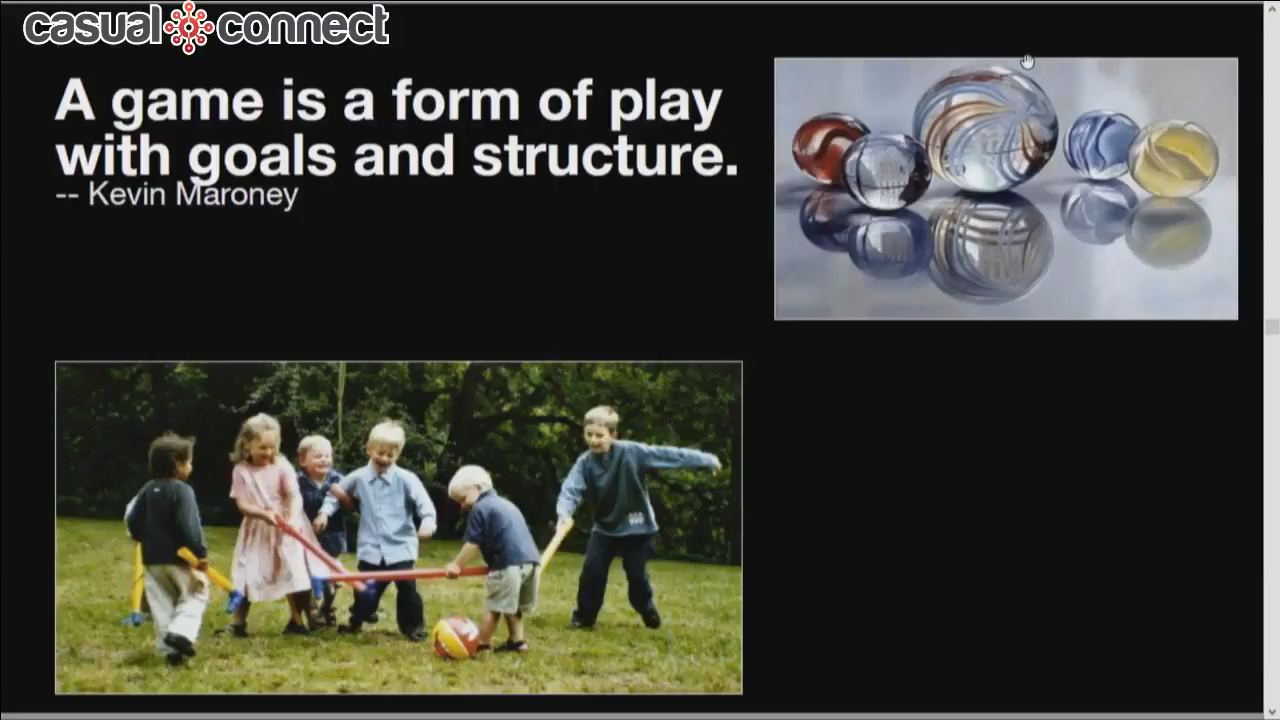 casual connect
A game is a form of play
with goals and structure.
-- Kevin Maroney